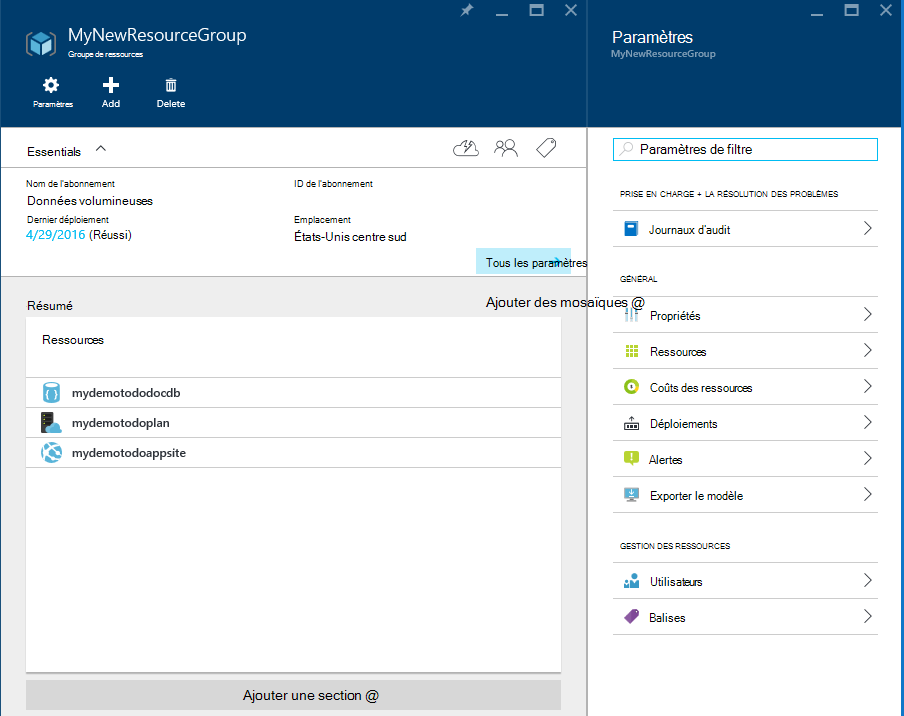 MyNewResourceGroup
Groupe de ressources
Paramètres
Add
Delete
Essentials
Nom de l'abonnement
ID de l'abonnement
Données volumineuses
Dernier déploiement
Emplacement
4/29/2016 (Réussi)
États-Unis centre sud
Tous les paramètres
Ajouter des mosaïques @
Résumé
Ressources
mydemotododocdb
mydemotodoplan
mydemotodoappsite
Ajouter une section @
Paramètres
MyNewResourceGroup
Paramètres de filtre
PRISE EN CHARGE + LA RÉSOLUTION DES PROBLÈMES
Journaux d'audit
GÉNÉRAL
Propriétés
Ressources
Coûts des ressources
Déploiements
Alertes
Exporter le modèle
GESTION DES RESSOURCES
Utilisateurs
Balises